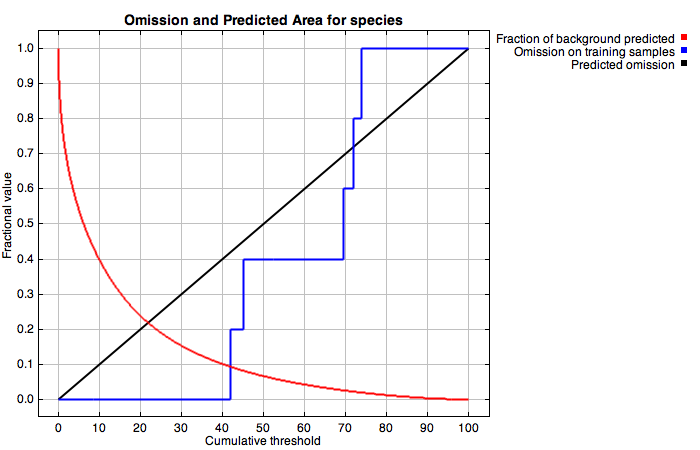 Omission and Predicted Area for species
Fraction of background predicted
Omission on training samples
Predicted omission
Fractional value
1.0
0.9
0.8
0.7
0.6
0.5
0.4
0.3
0.2
0.1
0.0
0 10 20 30 40 50 60 70 80 90 100
Cumulative threshold